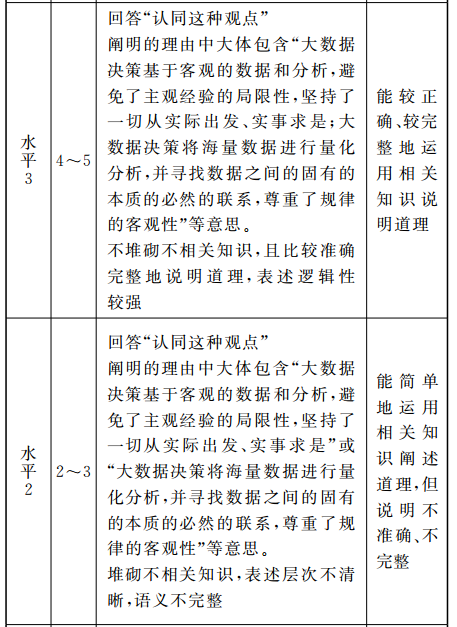 水平3
4～5
回答“认同这种观点”
阐明的理由中大体包含“大数据
决策基于客观的数据和分析,避
免了主观经验的局限性,坚持了
一切从实际出发、实事求是;大
数据决策将海量数据进行量化
分析,并寻找数据之间的固有的
本质的必然的联系,尊重了规律
的客观性”等意思。
不堆砌不相关知识,且比较准确
完整地说明道理,表述逻辑性
较强
能较正
确、较完
整地运
用相关
知识说
明道理
水平2
2～3
回答“认同这种观点”
阐明的理由中大体包含“大数据
决策基于客观的数据和分析,避
免了主观经验的局限性,坚持了
一切从实际出发、实事求是”或
“大数据决策将海量数据进行量
化分析,并寻找数据之间的固有
的本质的必然的联系,尊重了规
律的客观性”等意思。
堆砌不相关知识,表述层次不清
晰,语义不完整
能简单
地运用
相关知
识阐述
道理,但
说明不
准确、不
完整